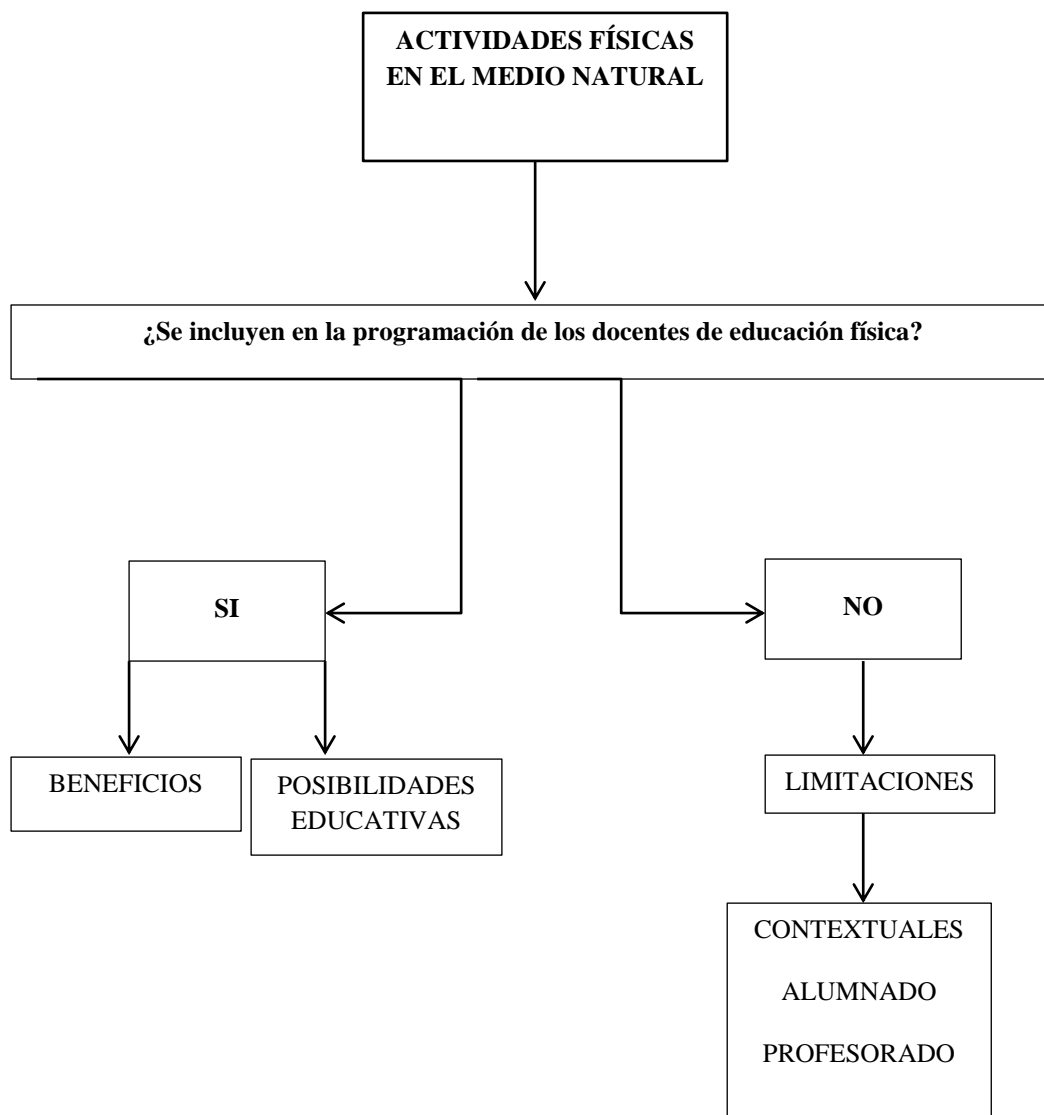 ACTIVIDADES FÍSICAS
EN EL MEDIO NATURAL
¿Se incluyen en la programación de los docentes de educación física?
SI
NO
BENEFICIOS
POSIBILIDADES
EDUCATIVAS
LIMITACIONES
CONTEXTUALES
ALUMNADO
PROFESORADO